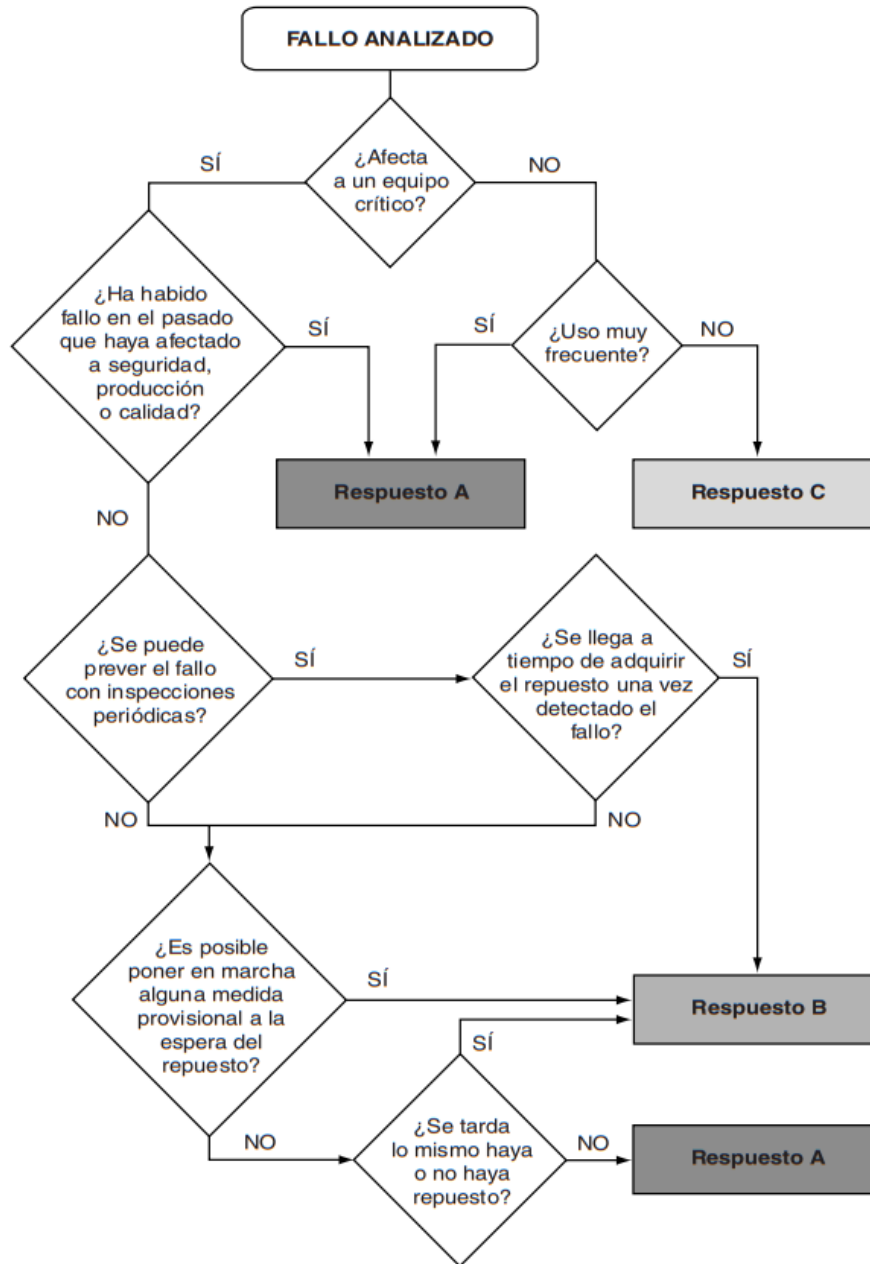 FALLO ANALIZADO
¿Afecta
a un equipo
crítico?
SÍ
NO
¿Ha habido
fallo en el pasado
que haya afectado
a seguridad,
producción
o calidad?
SÍ
SÍ
¿Uso muy
frecuente?
NO
Respuesto A
Respuesto C
NO
¿Se puede
prever el fallo
con inspecciones
periódicas?
SÍ
¿Se llega a
tiempo de adquirir
el repuesto una vez
detectado el
fallo?
SÍ
NO
NO
¿Es posible
poner en marcha
alguna medida
provisional a la
espera del
repuesto?
SÍ
Respuesto B
SÍ
NO
¿Se tarda
lo mismo haya
o no haya
repuesto?
NO
Respuesto A